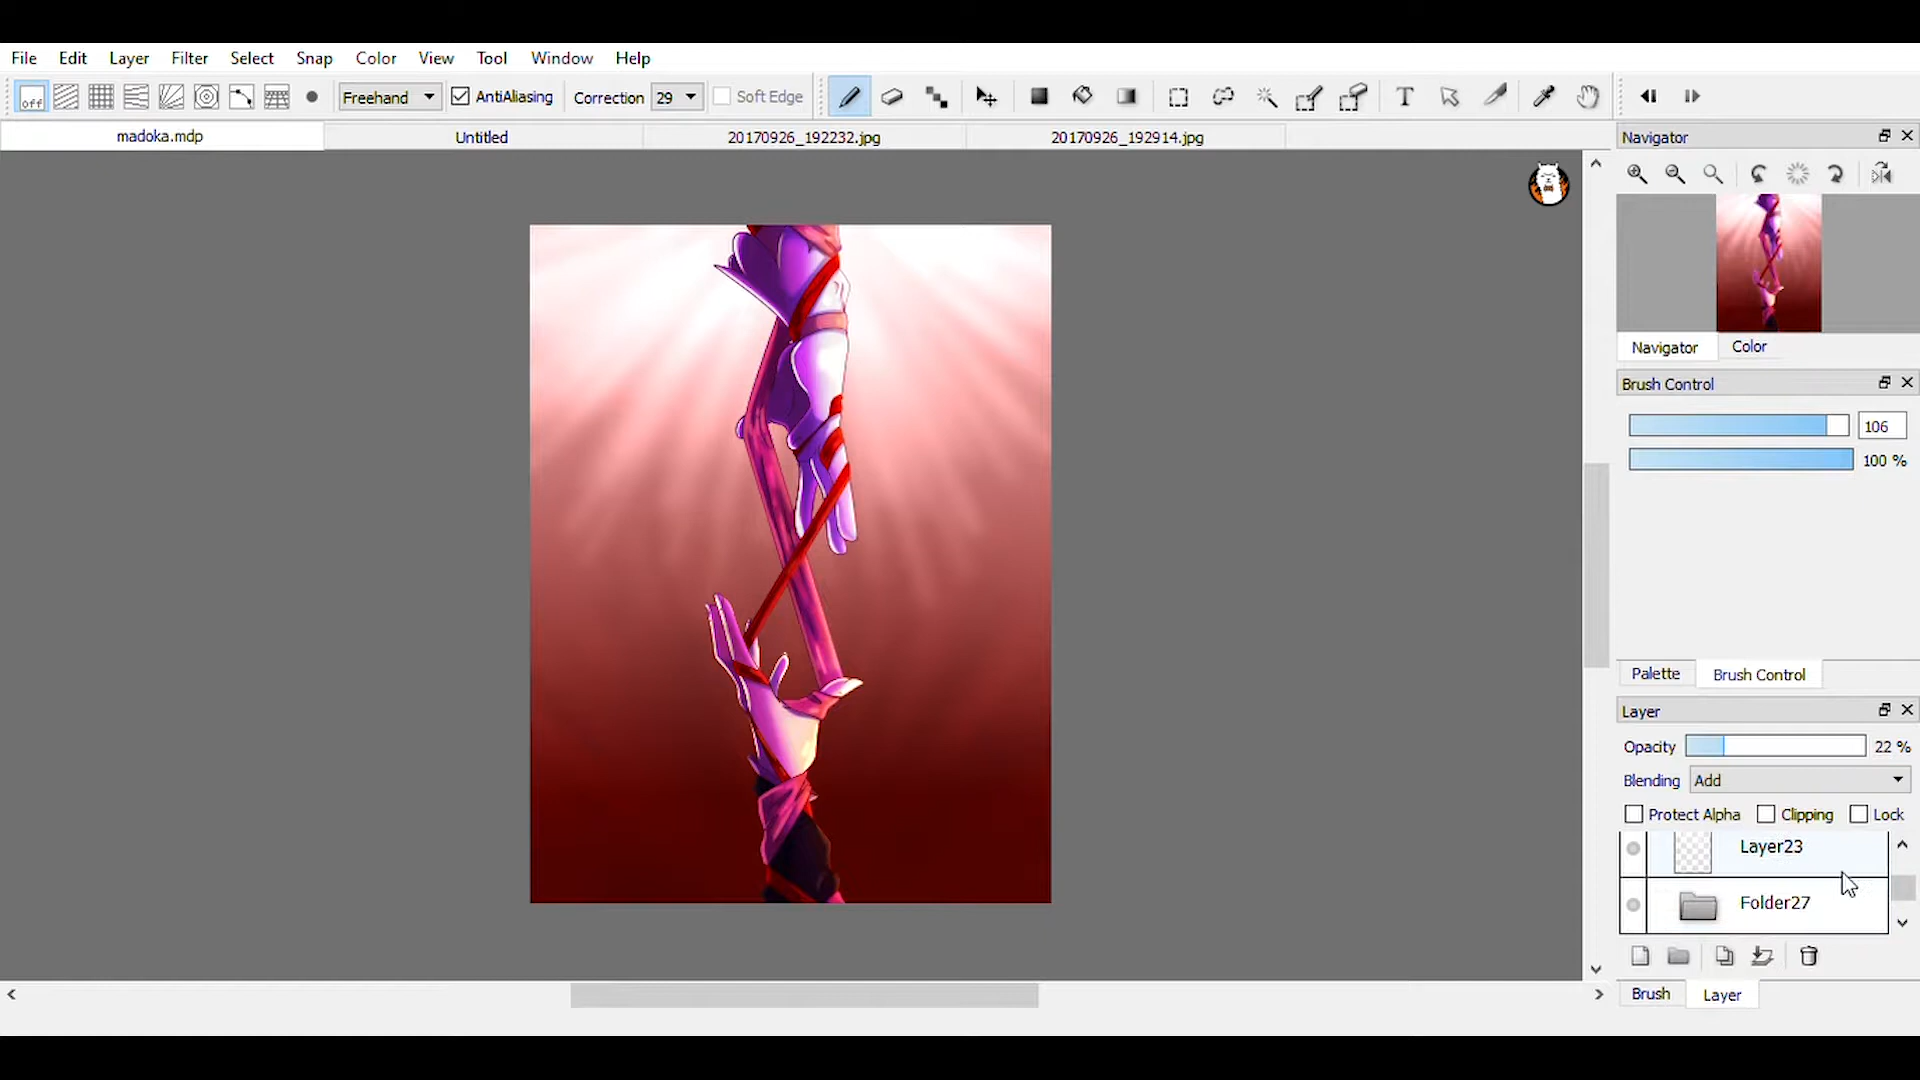 File Edit Layer Filter Select Snap Color View Tool Window Help
off Freehand AntiAliasing Correction 29 Soft Edge T
madoka.mdp Untitled 20170926_192232.jpg 20170926_192914.jpg
Navigator
Navigator Color
Brush Control
106
100 %
Palette Brush Control
Layer
Opacity 22 %
Blending Add
Protect Alpha Clipping Lock
Layer23
Folder27
Brush Layer